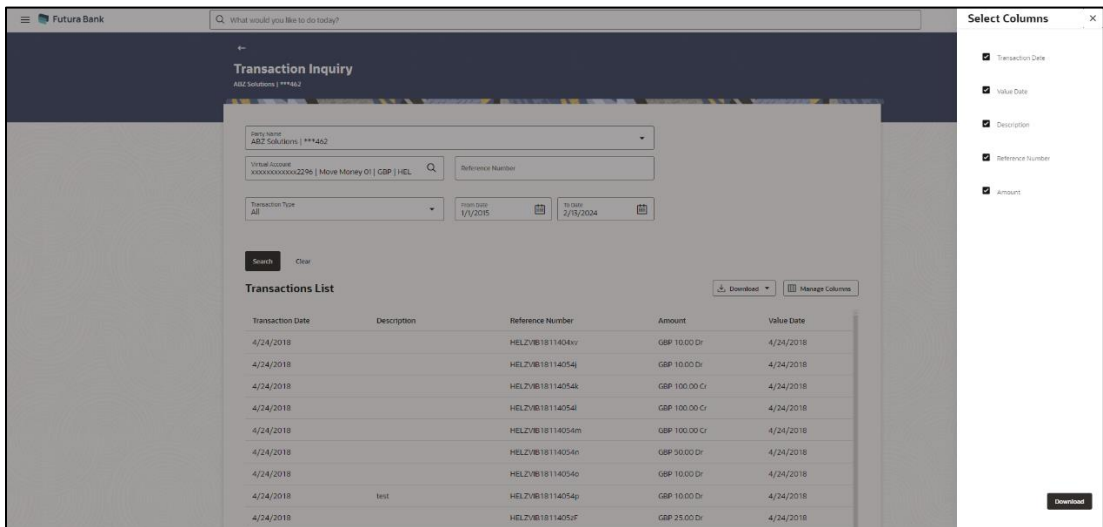 Futura Bank
What would you like to do today?
Select Columns
Transaction Inquiry
ABZ Solutions | ***462
Transaction Date
Value Date
Description
Reference Number
Amount
Party Name
ABZ Solutions | ***462
Virtual Account
xxxxxxxxxxxx2296 | Move Money 01 | GBP | HEL
Reference Number
Transaction Type
All
From Date
1/1/2015
To Date
2/13/2024
Search Clear
Transactions List
Download Manage Columns
Transaction Date Description Reference Number Amount Value Date
4/24/2018 GBP 10.00 Dr 4/24/2018
4/24/2018 HELZVIB18114054j GBP 10.00 Dr 4/24/2018
4/24/2018 HELZVIB18114054k GBP 100.00 Cr 4/24/2018
4/24/2018 HELZVIB18114054l GBP 100.00 Cr 4/24/2018
4/24/2018 HELZVIB18114054m GBP 100.00 Cr 4/24/2018
4/24/2018 HELZVIB18114054n GBP 50.00 Dr 4/24/2018
4/24/2018 HELZVIB18114054o GBP 10.00 Dr 4/24/2018
4/24/2018 test HELZVIB18114054p GBP 10.00 Dr 4/24/2018
4/24/2018 GBP 25.00 Dr 4/24/2018
Download